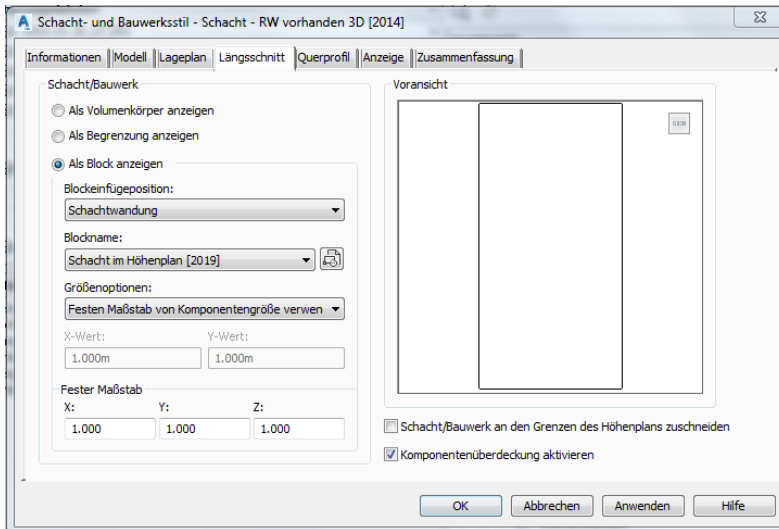 Schacht- und Bauwerksstil - Schacht - RW vorhanden 3D [2014]
Informationen Modell Lageplan Längsschnitt Querprofil Anzeige Zusammenfassung
Schacht/Bauwerk
Als Volumenkörper anzeigen
Als Begrenzung anzeigen
Als Block anzeigen
Blockeinfügeposition:
Schachtwandung
Blockname:
Schacht im Höhenplan [2019]
Größenoptionen:
Festen Maßstab von Komponentengröße verwen
X-Wert: Y-Wert:
1.000m 1.000m
Fester Maßstab
X: Y: Z:
1.000 1.000 1.000
Voransicht
Schacht/Bauwerk an den Grenzen des Höhenplans zuschneiden
Komponentenüberdeckung aktivieren
OK Abbrechen Anwenden Hilfe